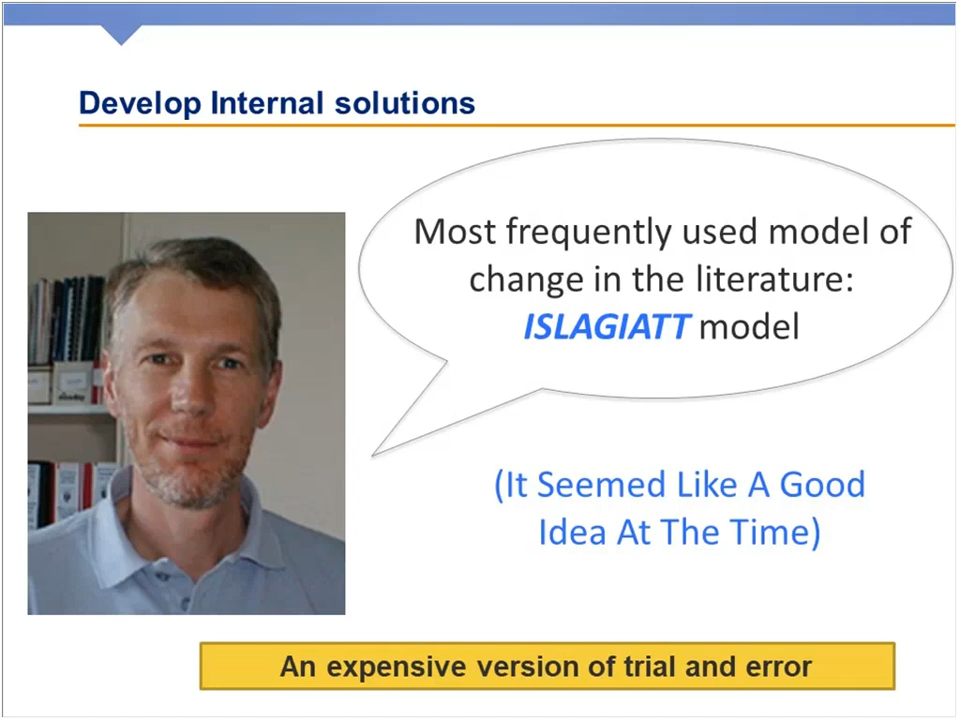 Develop Internal solutions
Most frequently used model of
change in the literature:
ISLAGIATT model
(It Seemed Like A Good
Idea At The Time)
An expensive version of trial and error